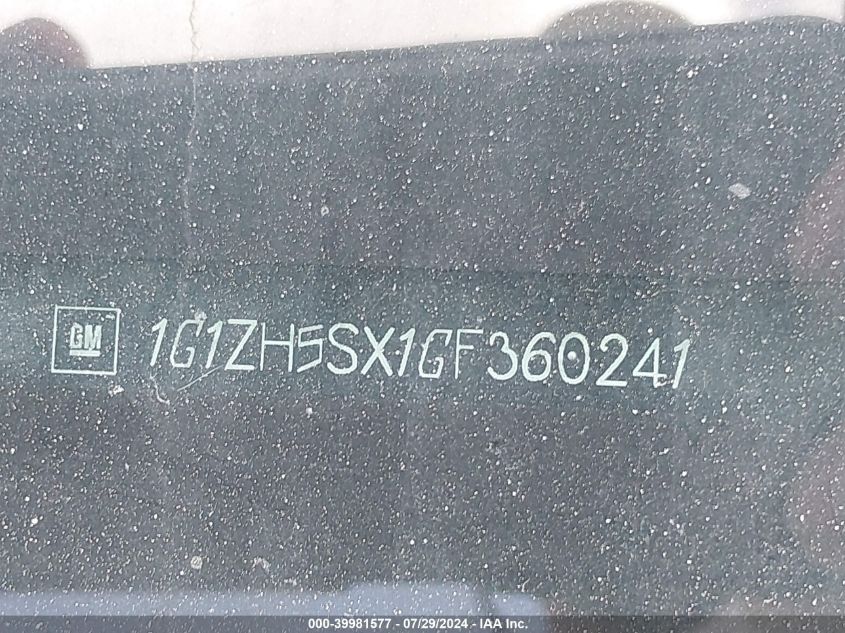 GM 1G1ZH5SX1GF360241
000-39981577 / 07/29/2024 - IAA Inc.